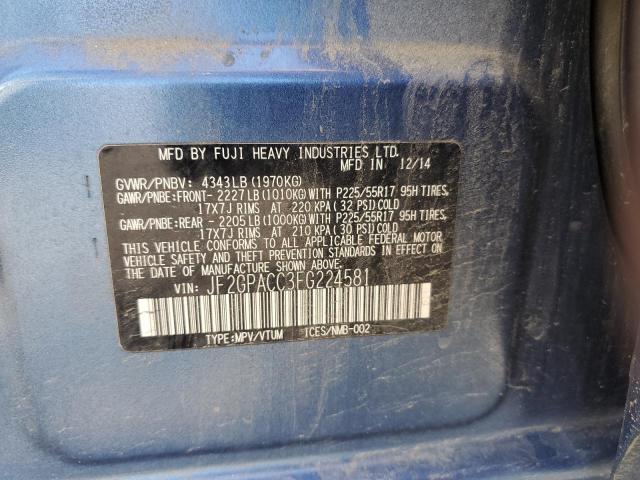 MFD BY FUJI HEAVY INDUSTRIES LTD.
MFD IN 12/14
GVWR/PNBV: 4343LB (1970KG)
GAWR/PNBE:FRONT- 2227LB (1010KG)WITH P225/55R17 95H TIRES,
17X7J RIMS AT 220 KPA (32 PSI)COLD
GAWR/PNBE:REAR - 2205LB (1000KG)WITH P225/55R17 95H TIRES,
17X7J RIMS AT 210 KPA (30 PSI)COLD
THIS VEHICLE CONFORMS TO ALL APPLICABLE FEDERAL MOTOR
VEHICLE SAFETY AND THEFT PREVENTION STANDARDS IN EFFECT ON
THE DATE OF MANUFACTURE SHOWN ABOVE.
VIN: JF2GPACC3FG224581
TYPE:MPV/VTUM ICES/NMB-002